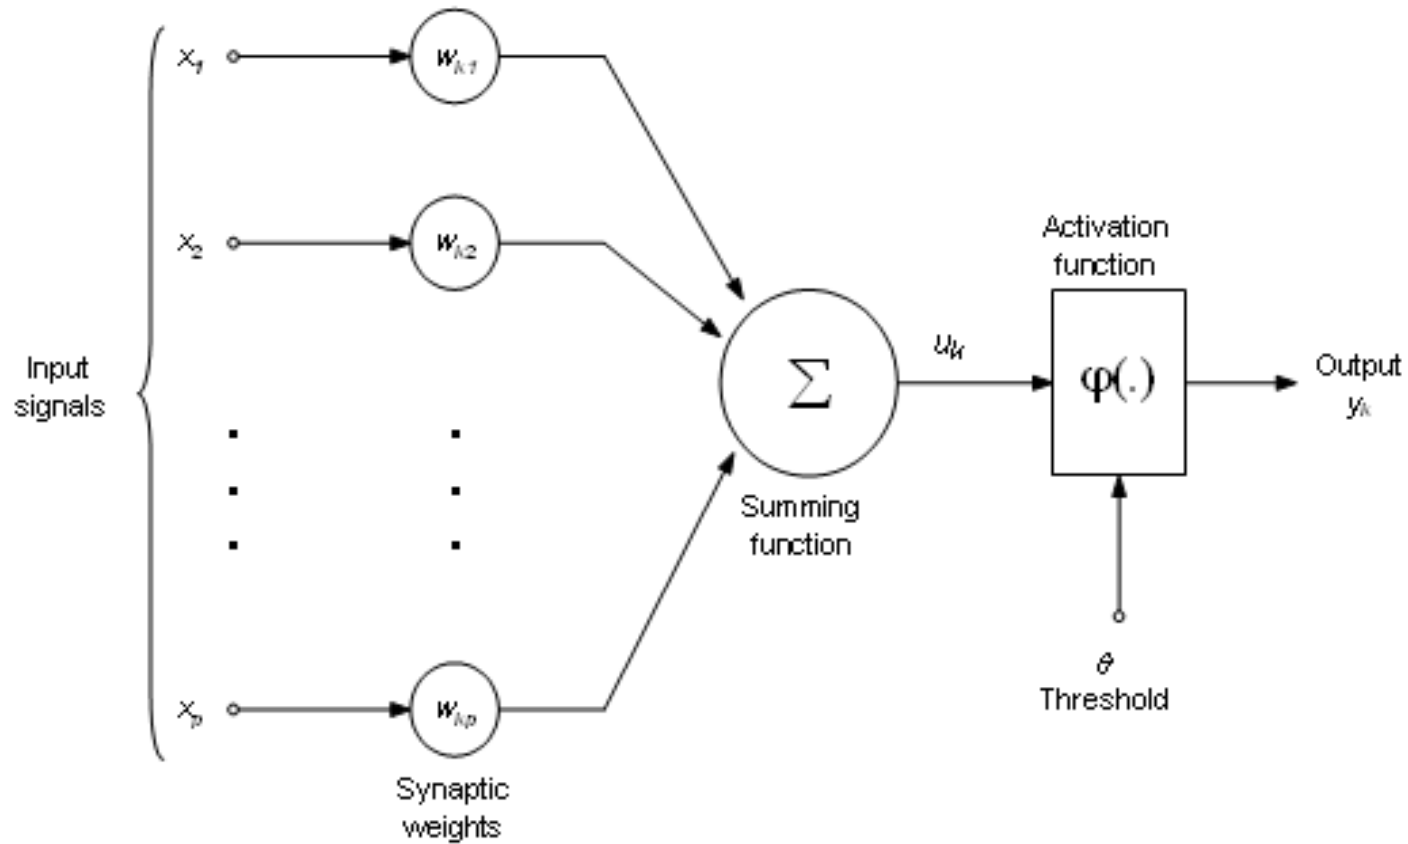 Input
signals
x₁
x₂
xₚ
wₖ₁
wₖ₂
wₖₚ
Synaptic
weights
Σ
Summing
function
uₖ
Activation
function
φ(.)
θ
Threshold
Output
yₖ